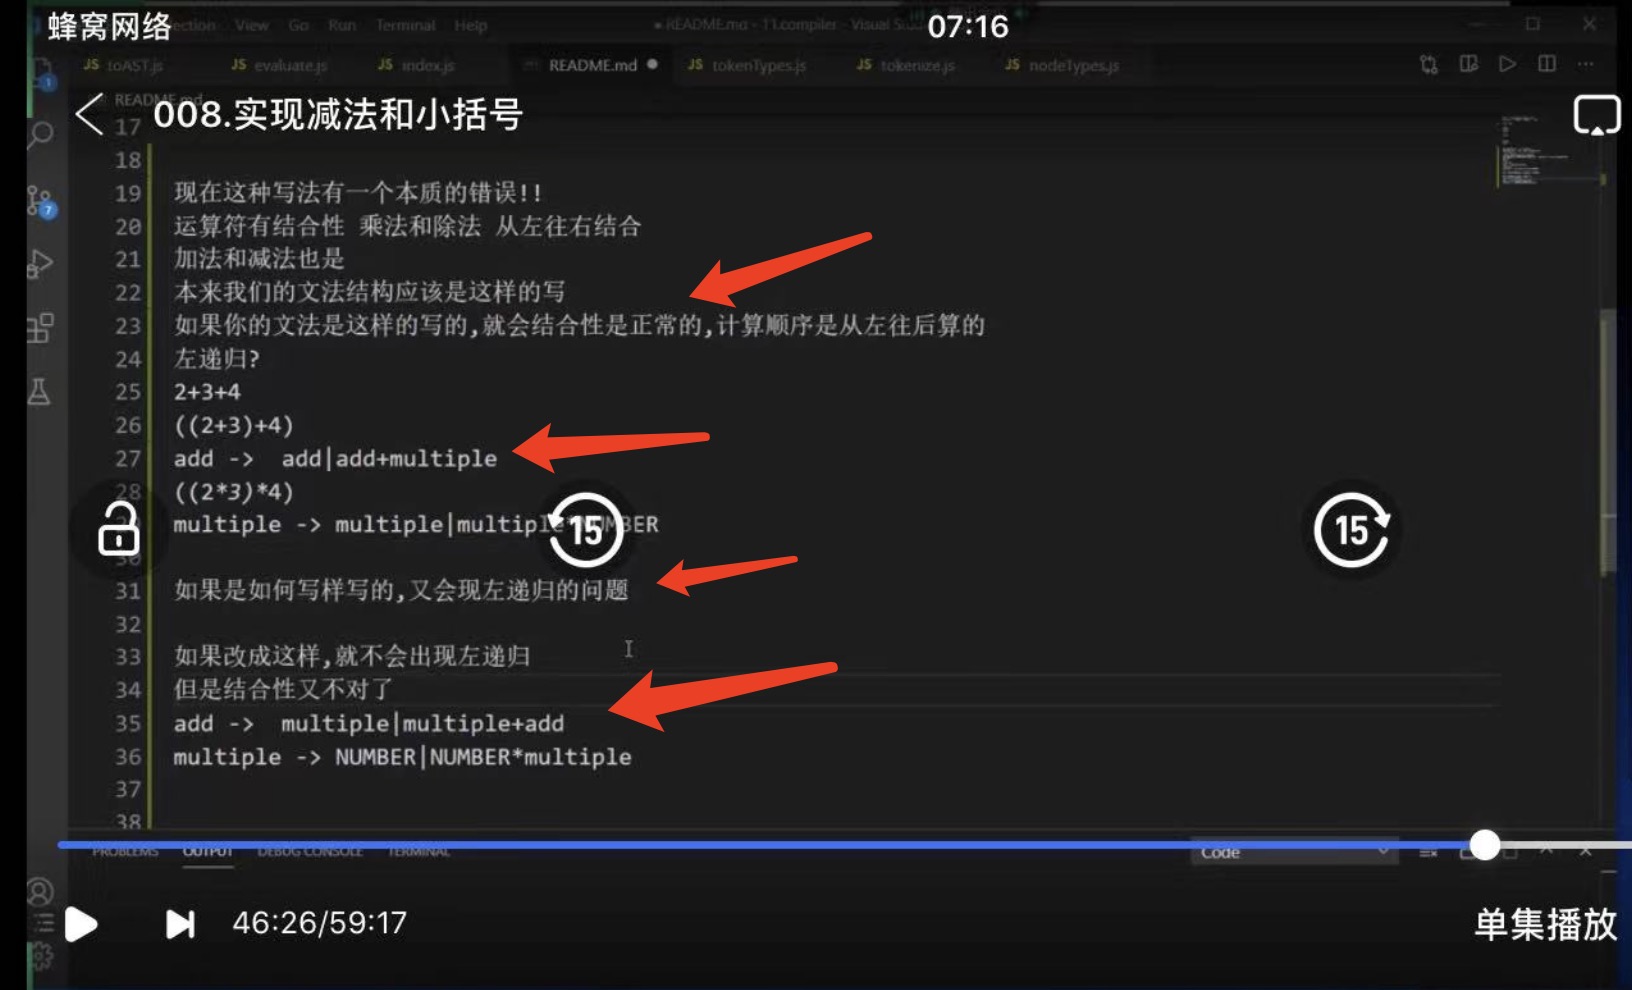 蜂窝网络
07:16
View Go Run Terminal Help
README.md - 11.compiler - Visual
JS toAST.js JS evaluate.js JS index.js README.md JS tokenTypes.js JS tokenize.js JS nodeTypes.js
1
README.md
008.实现减法和小括号
17
18
19 现在这种写法有一个本质的错误!!
20 运算符有结合性 乘法和除法 从左往右结合
7
21 加法和减法也是
22 本来我们的文法结构应该是这样的写
23 如果你的文法是这样的写的,就会结合性是正常的,计算顺序是从左往后算的
24 左递归?
25 2+3+4
26 ((2+3)+4)
27 add -> add|add+multiple
28 ((2*3)*4)
29 multiple -> multiple|multiple*NUMBER
15
15
30
31 如果是如何写样写的,又会现左递归的问题
32
33 如果改成这样,就不会出现左递归
34 但是结合性又不对了
35 add -> multiple|multiple+add
36 multiple -> NUMBER|NUMBER*multiple
37
38
PROBLEMS OUTPUT DEBUG CONSOLE TERMINAL Code
46:26/59:17
单集播放